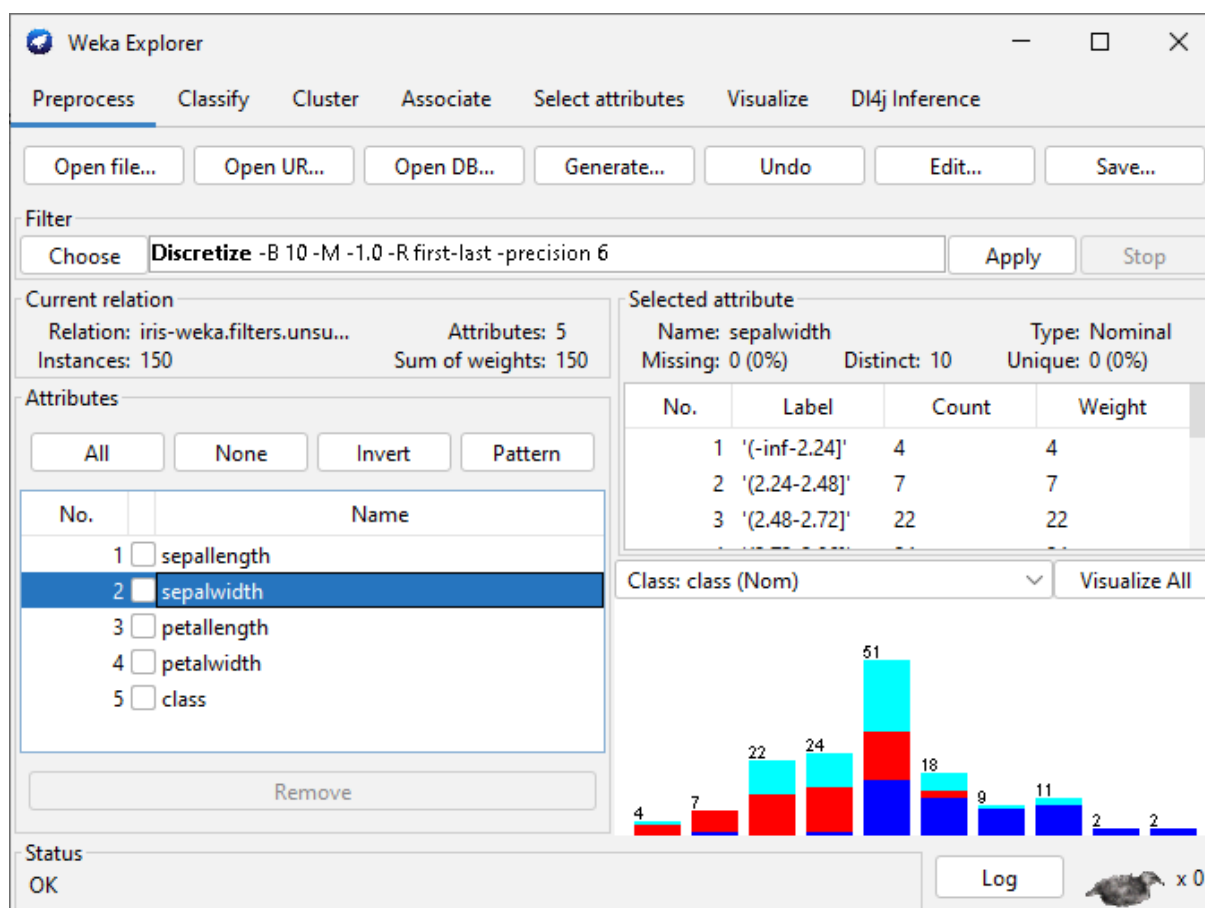 Weka Explorer
Preprocess Classify Cluster Associate Select attributes Visualize Dl4j Inference
Open file... Open UR... Open DB... Generate... Undo Edit... Save...
Filter
Choose Discretize -B 10 -M -1.0 -R first-last -precision 6 Apply Stop
Current relation
Relation: iris-weka.filters.unsu... Attributes: 5
Instances: 150 Sum of weights: 150
Attributes
All None Invert Pattern
No. Name
1 sepallength
2 sepalwidth
3 petallength
4 petalwidth
5 class
Remove
Selected attribute
Name: sepalwidth Type: Nominal
Missing: 0 (0%) Distinct: 10 Unique: 0 (0%)
No. Label Count Weight
1 '(-inf-2.24]' 4 4
2 '(2.24-2.48]' 7 7
3 '(2.48-2.72]' 22 22
Class: class (Nom) Visualize All
4 7 22 24 51 18 9 11 2 2
Status
OK
Log x 0